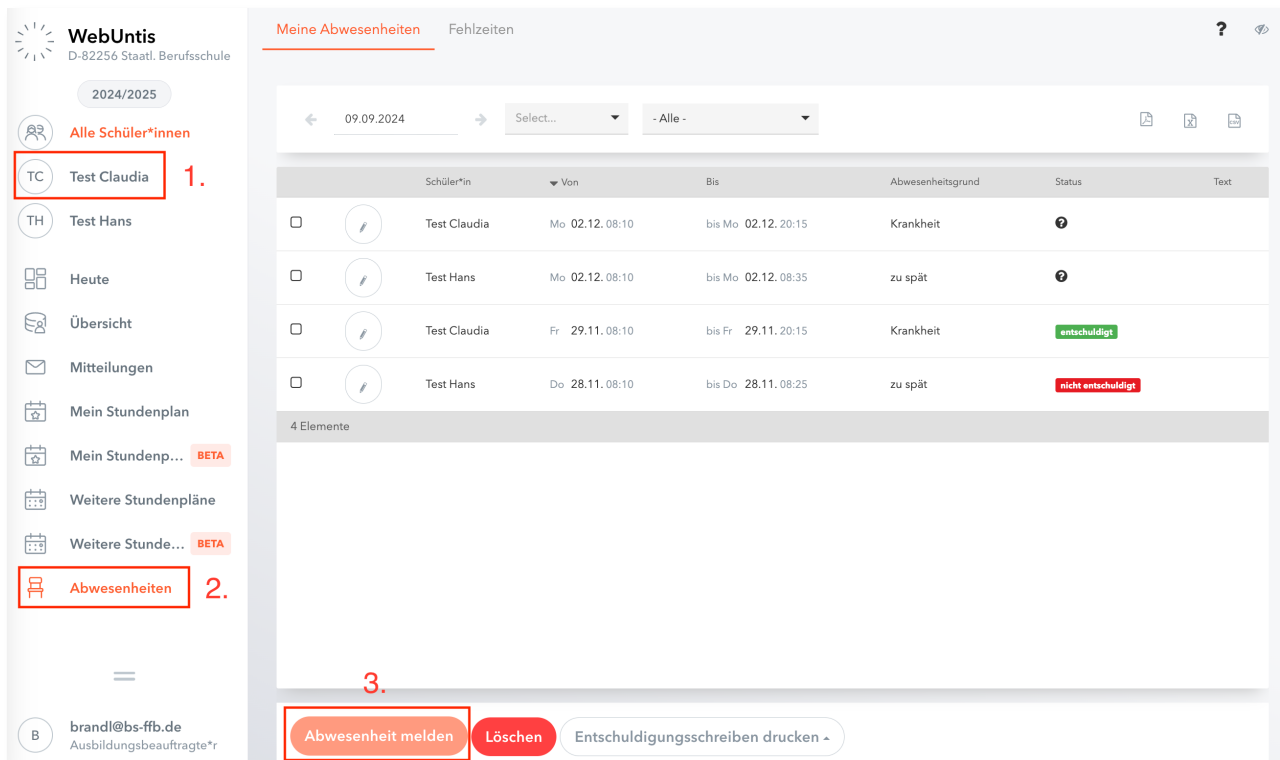 WebUntis
D-82256 Staatl. Berufsschule
2024/2025
Alle Schüler*innen
TC Test Claudia 1.
TH Test Hans
Heute
Übersicht
Mitteilungen
Mein Stundenplan
Mein Stundenp... BETA
Weitere Stundenpläne
Weitere Stunde... BETA
Abwesenheiten 2.
B brandl@bs-ffb.de
Ausbildungsbeauftragte*r
Meine Abwesenheiten Fehlzeiten ?
09.09.2024 Select... - Alle - CSV
Schüler*in Von Bis Abwesenheitsgrund Status Text
Test Claudia Mo 02.12. 08:10 bis Mo 02.12. 20:15 Krankheit ?
Test Hans Mo 02.12. 08:10 bis Mo 02.12. 08:35 zu spät ?
Test Claudia Fr 29.11. 08:10 bis Fr 29.11. 20:15 Krankheit entschuldigt
Test Hans Do 28.11. 08:10 bis Do 28.11. 08:25 zu spät nicht entschuldigt
4 Elemente
3.
Abwesenheit melden Löschen Entschuldigungsschreiben drucken